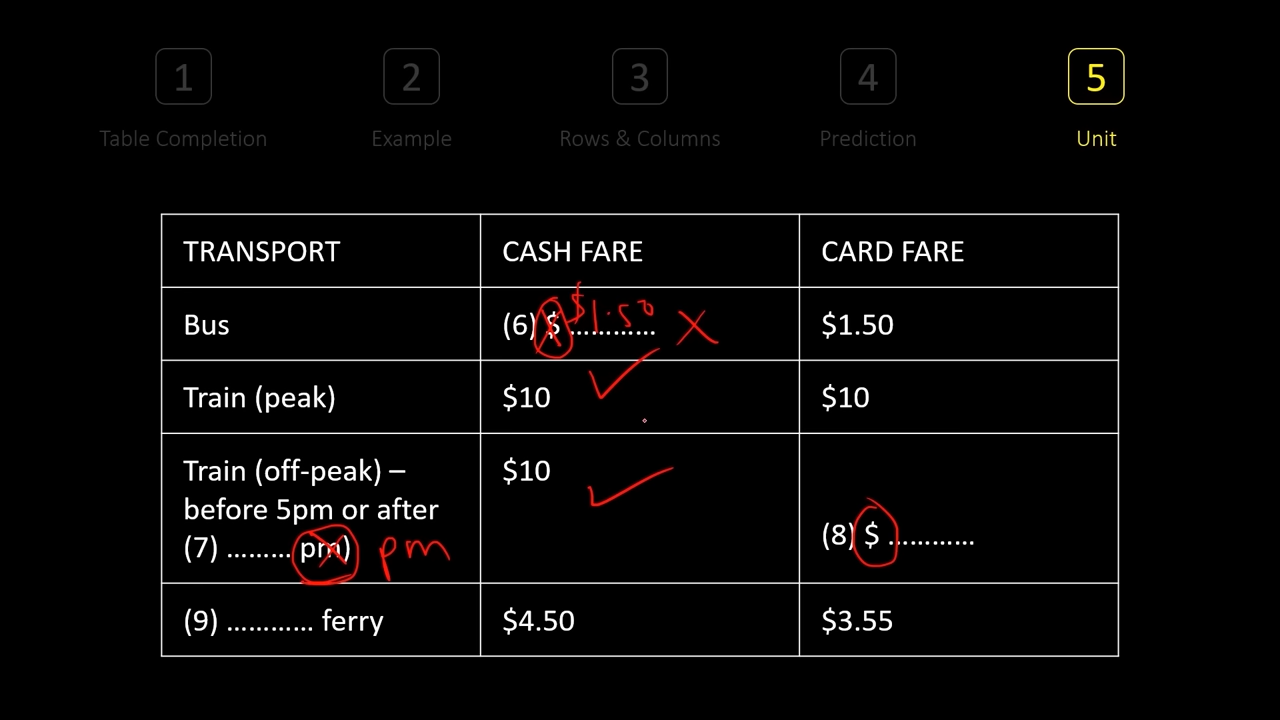 1 2 3 4 5
Table Completion Example Rows & Columns Prediction Unit
TRANSPORT CASH FARE CARD FARE
$1.50
Bus (6) $ ………… X $1.50
Train (peak) $10 $10
Train (off-peak) – $10
before 5pm or after
(7) ……… pm) pm (8) $ …………
(9) ………… ferry $4.50 $3.55